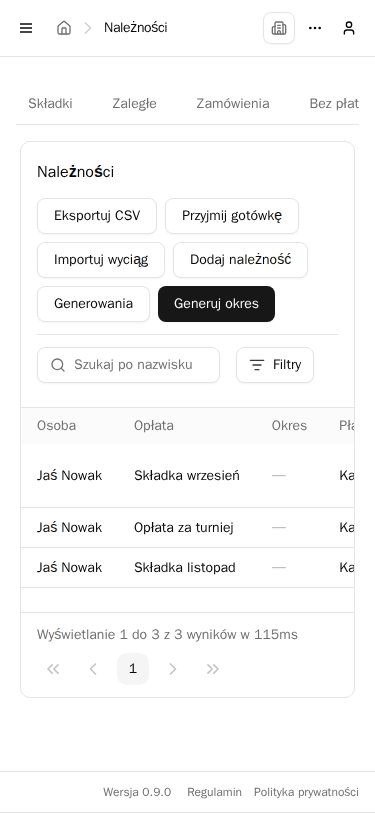 Należności
Składki Zaległe Zamówienia Bez płat
Należności
Eksportuj CSV Przyjmij gotówkę
Importuj wyciąg Dodaj należność
Generowania Generuj okres
Szukaj po nazwisku Filtry
Osoba Opłata Okres Pła
Jaś Nowak Składka wrzesień — Ka
Jaś Nowak Opłata za turniej — Ka
Jaś Nowak Składka listopad — Ka
Wyświetlanie 1 do 3 z 3 wyników w 115ms
1
Wersja 0.9.0 Regulamin Polityka prywatności